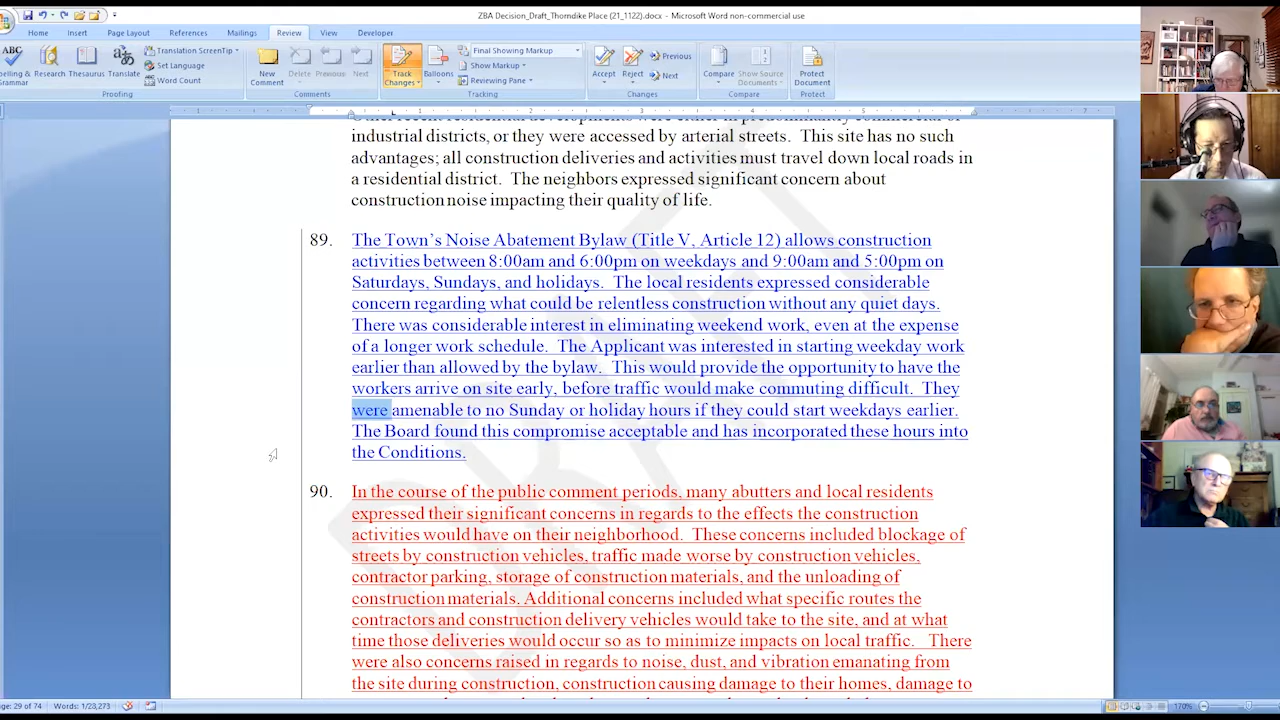 ZBA Decision_Draft_Thorndike Place (21_1122).docx - Microsoft Word non-commercial use
Home Insert Page Layout References Mailings Review View Developer
ABC
Spelling &
Grammar
Research
Thesaurus
Translate
Translation ScreenTip
Set Language
Word Count
Proofing
New
Comment
Delete
Previous
Next
Comments
Track
Changes
Balloons
Final Showing Markup
Show Markup
Reviewing Pane
Tracking
Accept
Reject
Previous
Next
Changes
Compare
Show Source
Documents
Compare
Protect
Document
Protect
industrial districts, or they were accessed by arterial streets. This site has no such
advantages; all construction deliveries and activities must travel down local roads in
a residential district. The neighbors expressed significant concern about
construction noise impacting their quality of life.
89. The Town's Noise Abatement Bylaw (Title V, Article 12) allows construction
activities between 8:00am and 6:00pm on weekdays and 9:00am and 5:00pm on
Saturdays, Sundays, and holidays. The local residents expressed considerable
concern regarding what could be relentless construction without any quiet days.
There was considerable interest in eliminating weekend work, even at the expense
of a longer work schedule. The Applicant was interested in starting weekday work
earlier than allowed by the bylaw. This would provide the opportunity to have the
workers arrive on site early, before traffic would make commuting difficult. They
were amenable to no Sunday or holiday hours if they could start weekdays earlier.
The Board found this compromise acceptable and has incorporated these hours into
the Conditions.
90. In the course of the public comment periods, many abutters and local residents
expressed their significant concerns in regards to the effects the construction
activities would have on their neighborhood. These concerns included blockage of
streets by construction vehicles, traffic made worse by construction vehicles,
contractor parking, storage of construction materials, and the unloading of
construction materials. Additional concerns included what specific routes the
contractors and construction delivery vehicles would take to the site, and at what
time those deliveries would occur so as to minimize impacts on local traffic. There
were also concerns raised in regards to noise, dust, and vibration emanating from
the site during construction, construction causing damage to their homes, damage to
DRAFT
Page: 29 of 74 Words: 1/23,273 170%